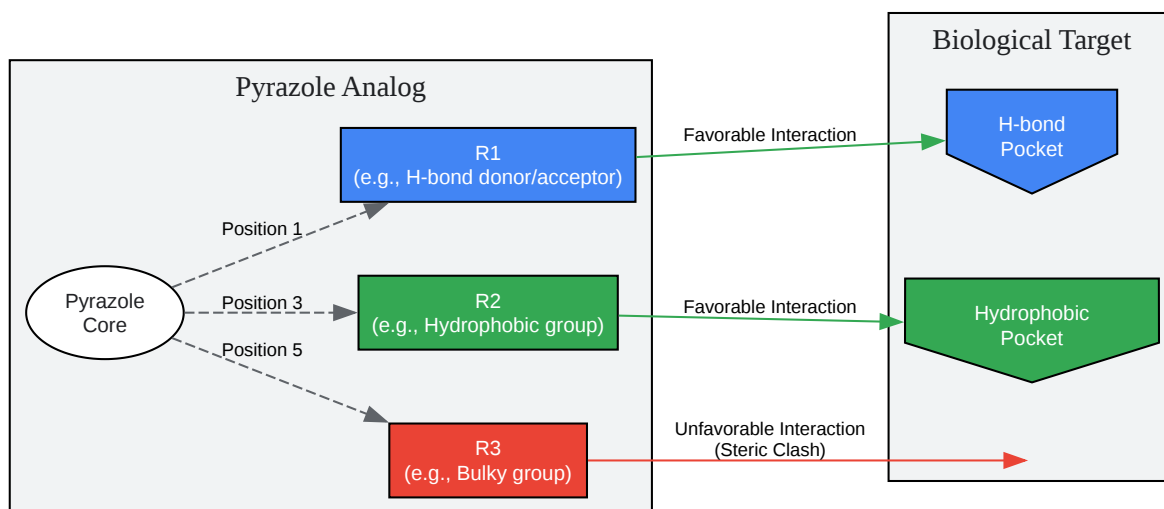 Biological Target
Pyrazole Analog
R1
(e.g., H-bond donor/acceptor)
Favorable Interaction
H-bond
Pocket
Position 1
Pyrazole
Core
Position 3
R2
(e.g., Hydrophobic group)
Favorable Interaction
Hydrophobic
Pocket
Position 5
R3
(e.g., Bulky group)
Unfavorable Interaction
(Steric Clash)